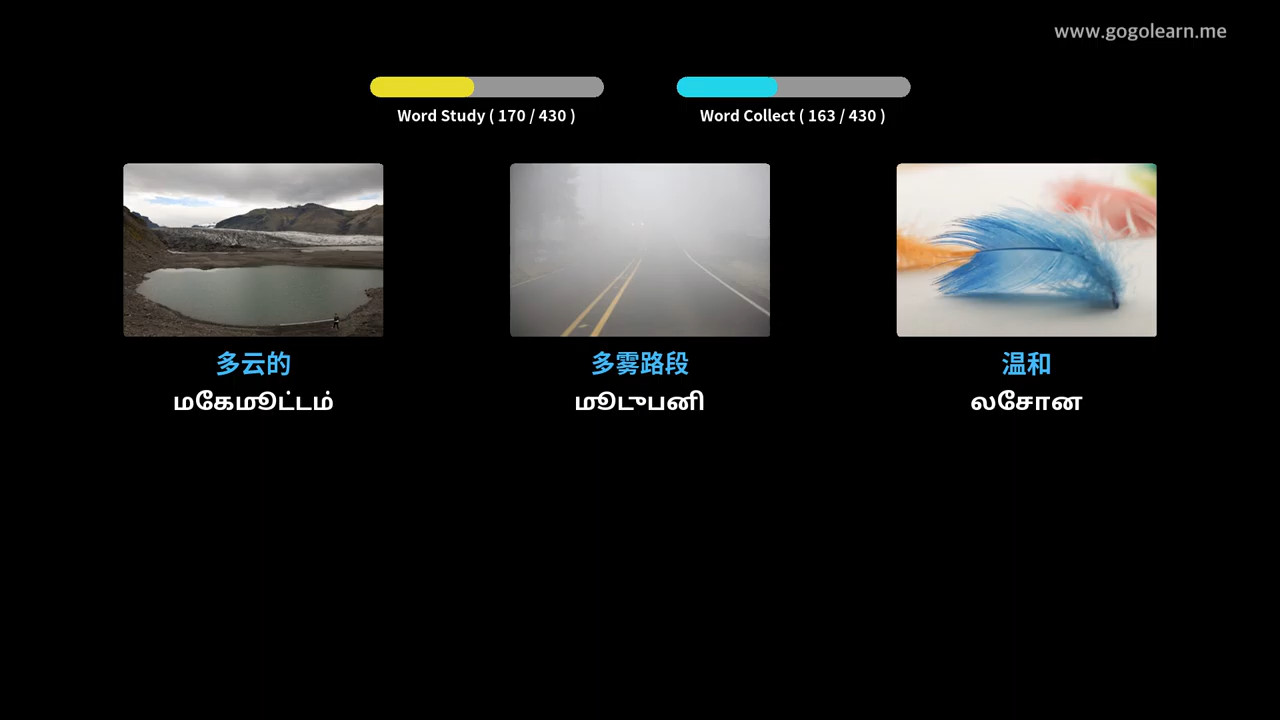 www.gogolearn.me
Word Study ( 170 / 430 )
Word Collect ( 163 / 430 )
多云的
மகேமூட்டம்
多雾路段
மூடுபனி
温和
லசோன